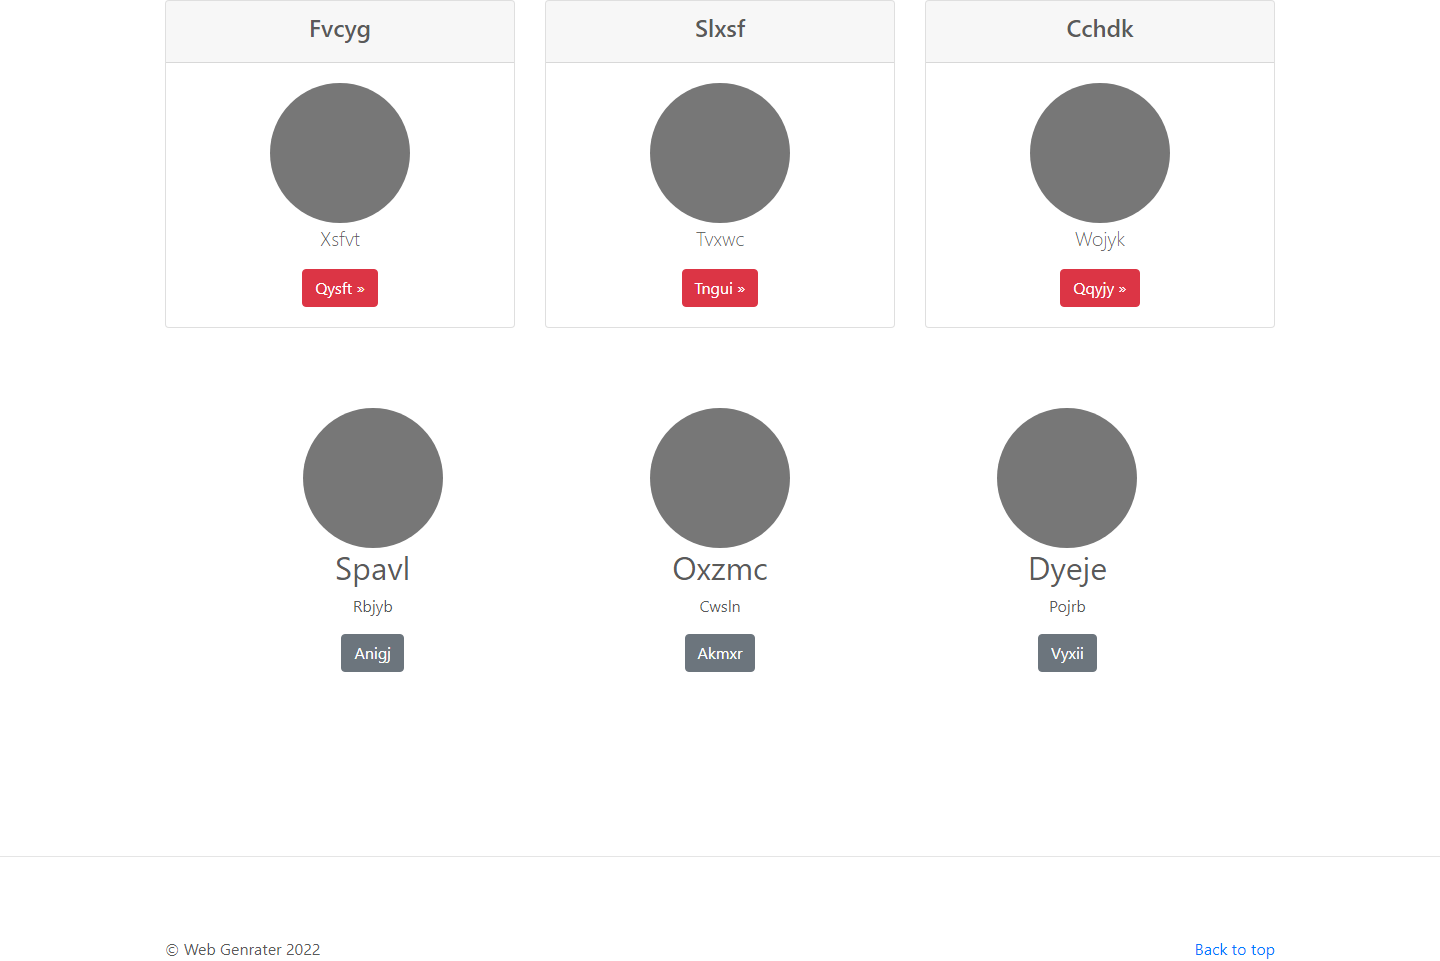 Fvcyg
Slxsf
Cchdk
Xsfvt
Tvxwc
Wojyk
Qysft »
Tngui »
Qqyjy »
Spavl
Oxzmc
Dyeje
Rbjyb
Cwsln
Pojrb
Anigj
Akmxr
Vyxii
© Web Genrater 2022
Back to top